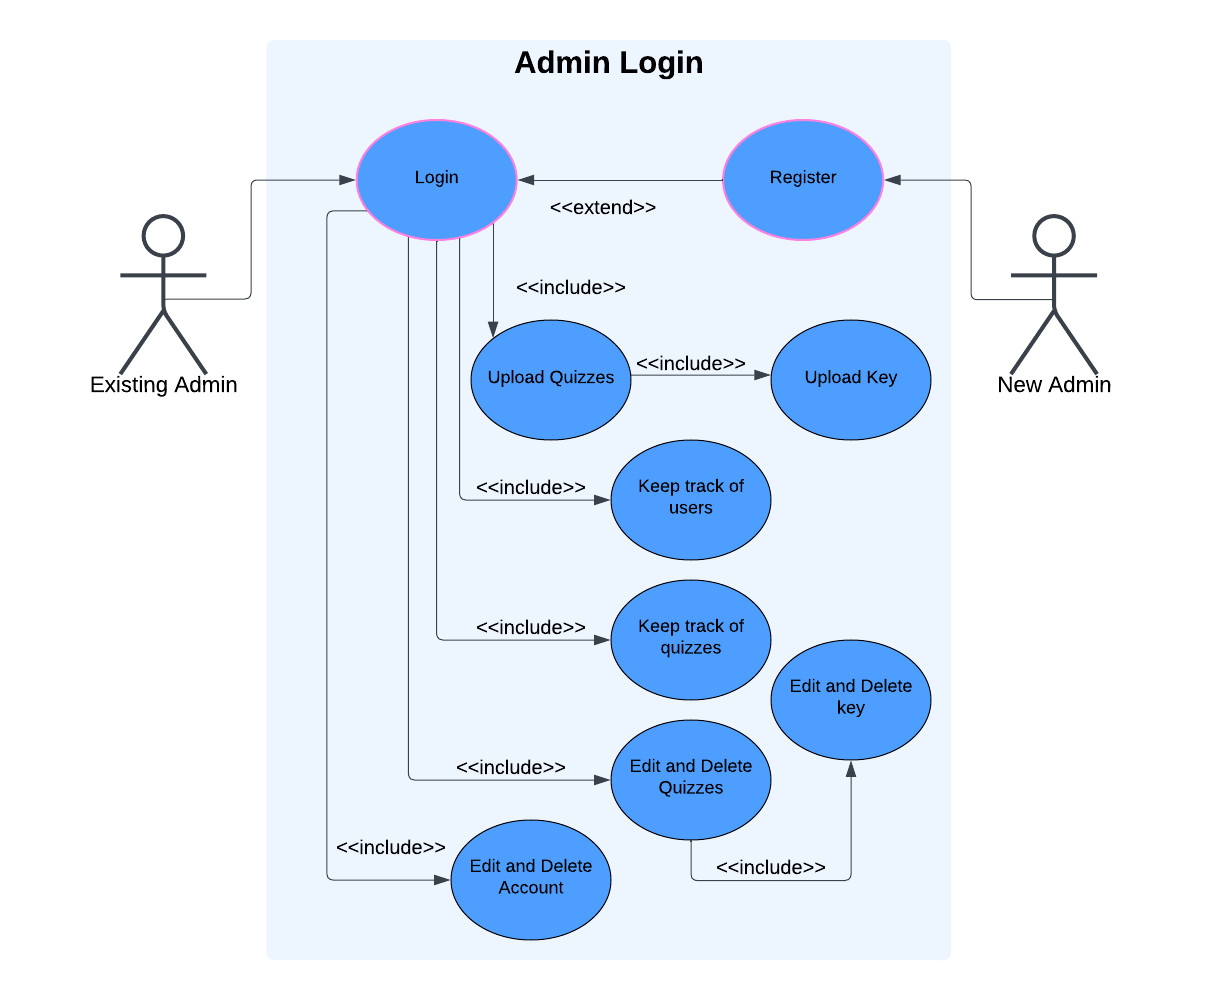 Admin Login
Login
Register
<<extend>>
<<include>>
Existing Admin
New Admin
Upload Quizzes
<<include>>
Upload Key
<<include>>
Keep track of
users
<<include>>
Keep track of
quizzes
Edit and Delete
key
<<include>>
Edit and Delete
Quizzes
<<include>>
Edit and Delete
Account
<<include>>